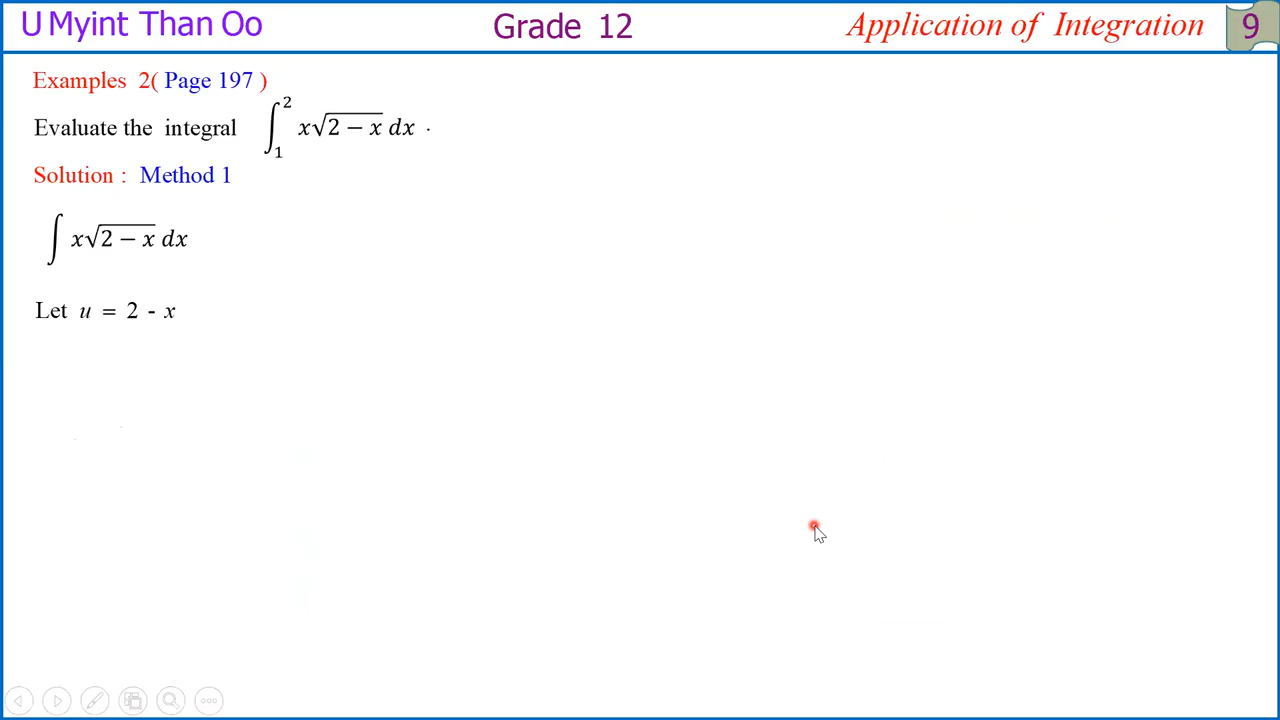 U Myint Than Oo
Grade 12
Application of Integration
9
Examples 2( Page 197 )
Evaluate the integral ∫₁² x√(2 − x) dx .
Solution : Method 1
∫ x√(2 − x) dx
Let u = 2 - x